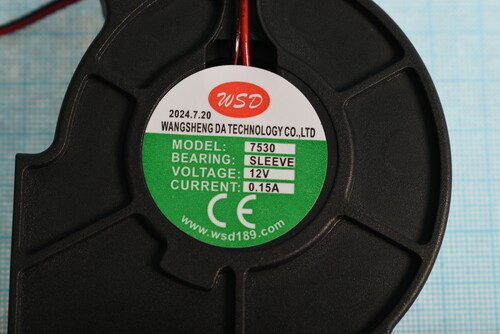 WSD
2024.7.20
WANGSHENG DA TECHNOLOGY CO.,LTD
MODEL: 7530
BEARING: SLEEVE
VOLTAGE: 12V
CURRENT: 0.15A
CE
www.wsd189.com